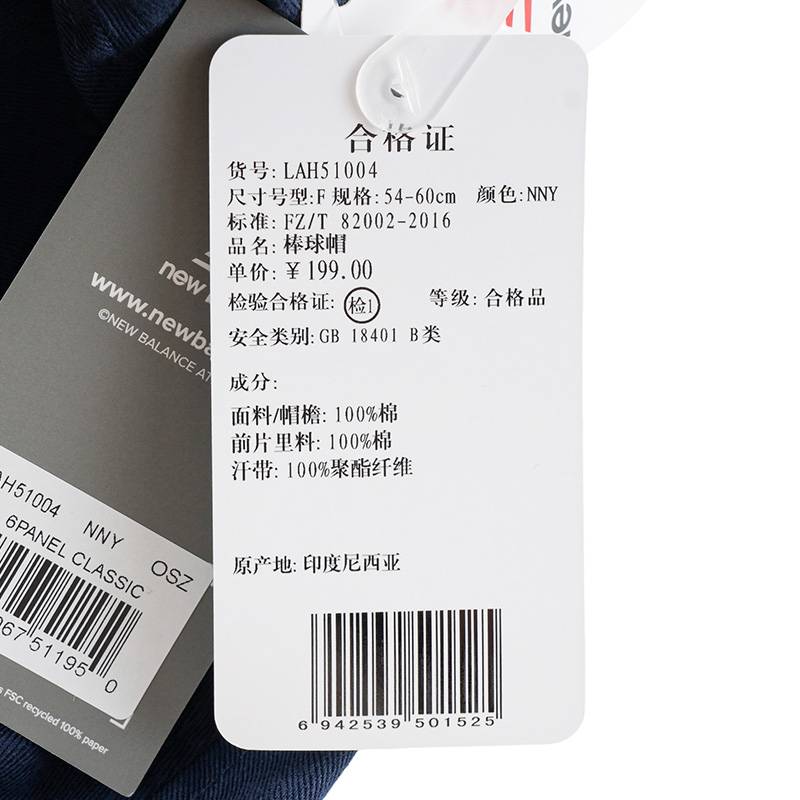 合格证
货号: LAH51004
尺寸号型:F 规格:54-60cm 颜色:NNY
标准: FZ/T 82002-2016
品名: 棒球帽
单价: ￥199.00
检验合格证: 检1 等级: 合格品
安全类别: GB 18401 B类
成分:
面料/帽檐: 100%棉
前片里料: 100%棉
汗带: 100%聚酯纤维
原产地: 印度尼西亚
6 942539 501525
new
www.newba
©NEW BALANCE AT
AH51004 NNY OSZ
6PANEL CLASSIC
67 51195 0
FSC recycled 100% paper
new